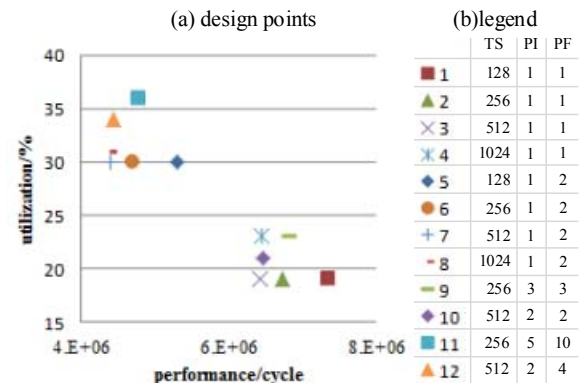 (a) design points
(b)legend
40
35
30
25
20
15
utilization/%
4.E+06 6.E+06 8.E+06
performance/cycle
TS PI PF
1 128 1 1
2 256 1 1
3 512 1 1
4 1024 1 1
5 128 1 2
6 256 1 2
7 512 1 2
8 1024 1 2
9 256 3 3
10 512 2 2
11 256 5 10
12 512 2 4